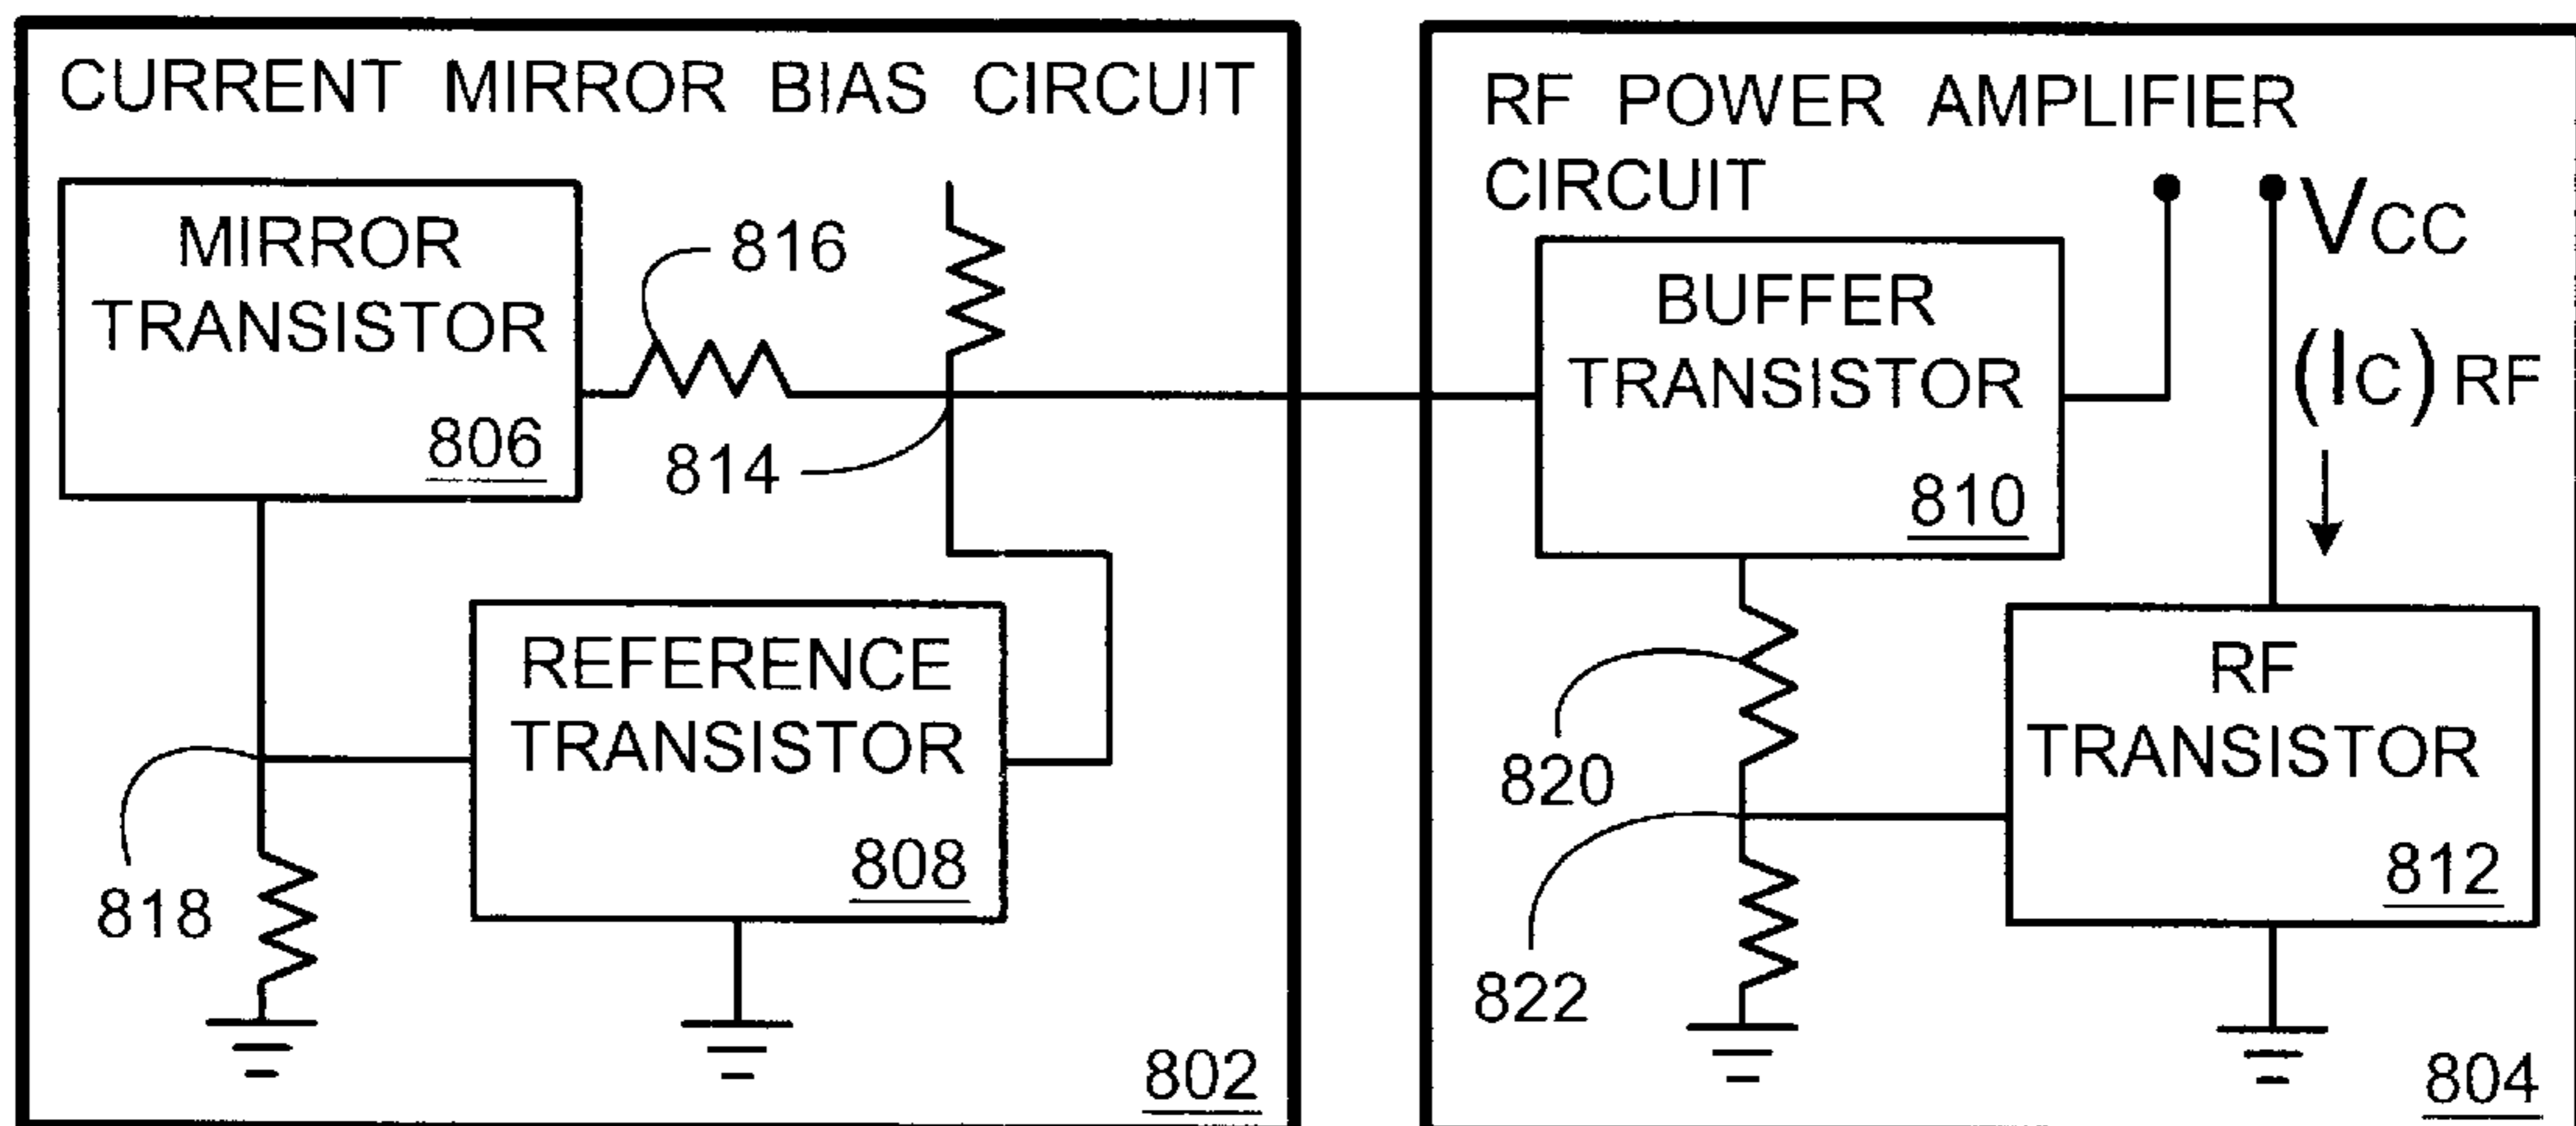 CURRENT MIRROR BIAS CIRCUIT
MIRROR
TRANSISTOR
806
816
814
REFERENCE
TRANSISTOR
808
818
802
RF POWER AMPLIFIER
CIRCUIT
VCC
(IC) RF
BUFFER
TRANSISTOR
810
820
822
RF
TRANSISTOR
812
804